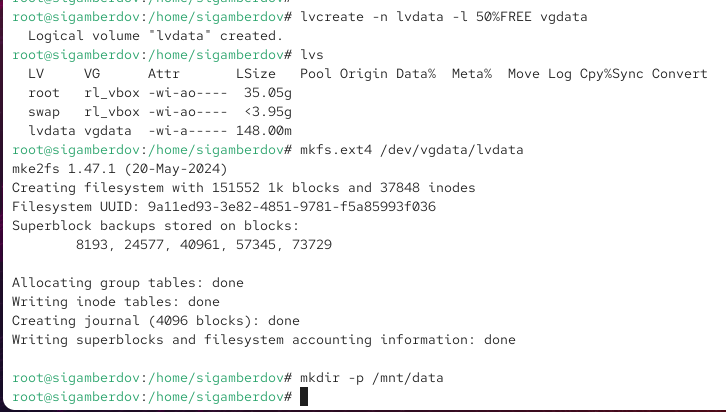 root@sigamberdov:/home/sigamberdov# lvcreate -n lvdata -l 50%FREE vgdata
  Logical volume "lvdata" created.
root@sigamberdov:/home/sigamberdov# lvs
  LV     VG      Attr       LSize   Pool Origin Data%  Meta%  Move Log Cpy%Sync Convert
  root   rl_vbox -wi-ao----  35.05g
  swap   rl_vbox -wi-ao----  <3.95g
  lvdata vgdata  -wi-a----- 148.00m
root@sigamberdov:/home/sigamberdov# mkfs.ext4 /dev/vgdata/lvdata
mke2fs 1.47.1 (20-May-2024)
Creating filesystem with 151552 1k blocks and 37848 inodes
Filesystem UUID: 9a11ed93-3e82-4851-9781-f5a85993f036
Superblock backups stored on blocks:
        8193, 24577, 40961, 57345, 73729

Allocating group tables: done
Writing inode tables: done
Creating journal (4096 blocks): done
Writing superblocks and filesystem accounting information: done

root@sigamberdov:/home/sigamberdov# mkdir -p /mnt/data
root@sigamberdov:/home/sigamberdov#